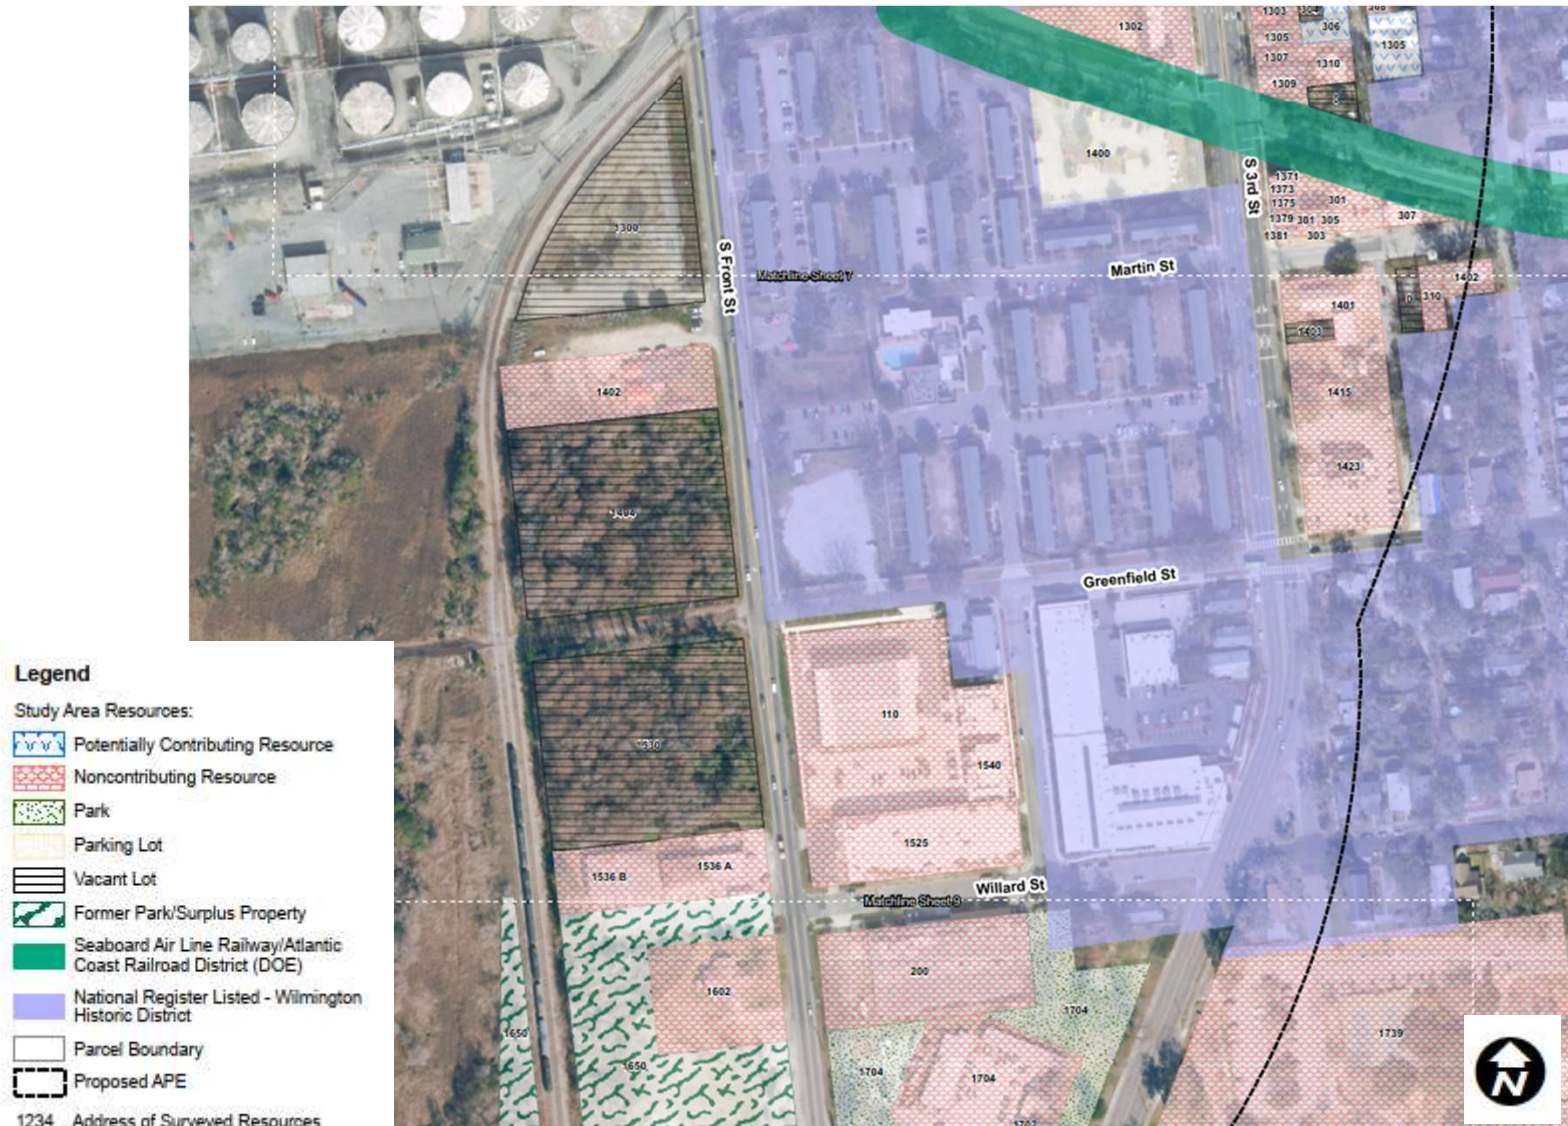 1303
304
308
1302
1305
306
1305
1307
1310
1309
1400
S 3rd St
1371
1373
1375
301
1379 301 305
307
1381 303
1300
S Front St
Matchline Sheet 7
Martin St
1402
1401
0 310
1403
1402
1415
1423
1404
Greenfield St
110
1530
1540
1525
1536 A
1536 B
Willard St
Matchline Sheet 9
200
1602
1704
1650
1739
1650
1704
1704
1702
N
Legend
Study Area Resources:
Potentially Contributing Resource
Noncontributing Resource
Park
Parking Lot
Vacant Lot
Former Park/Surplus Property
Seaboard Air Line Railway/Atlantic
Coast Railroad District (DOE)
National Register Listed - Wilmington
Historic District
Parcel Boundary
Proposed APE
1234 Address of Surveyed Resources